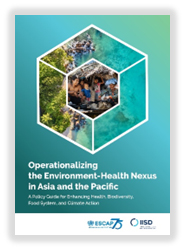 Operationalizing
the Environment-Health Nexus
in Asia and the Pacific
A Policy Guide for Enhancing Health, Biodiversity,
Food System, and Climate Action
ESCAP 75
IISD